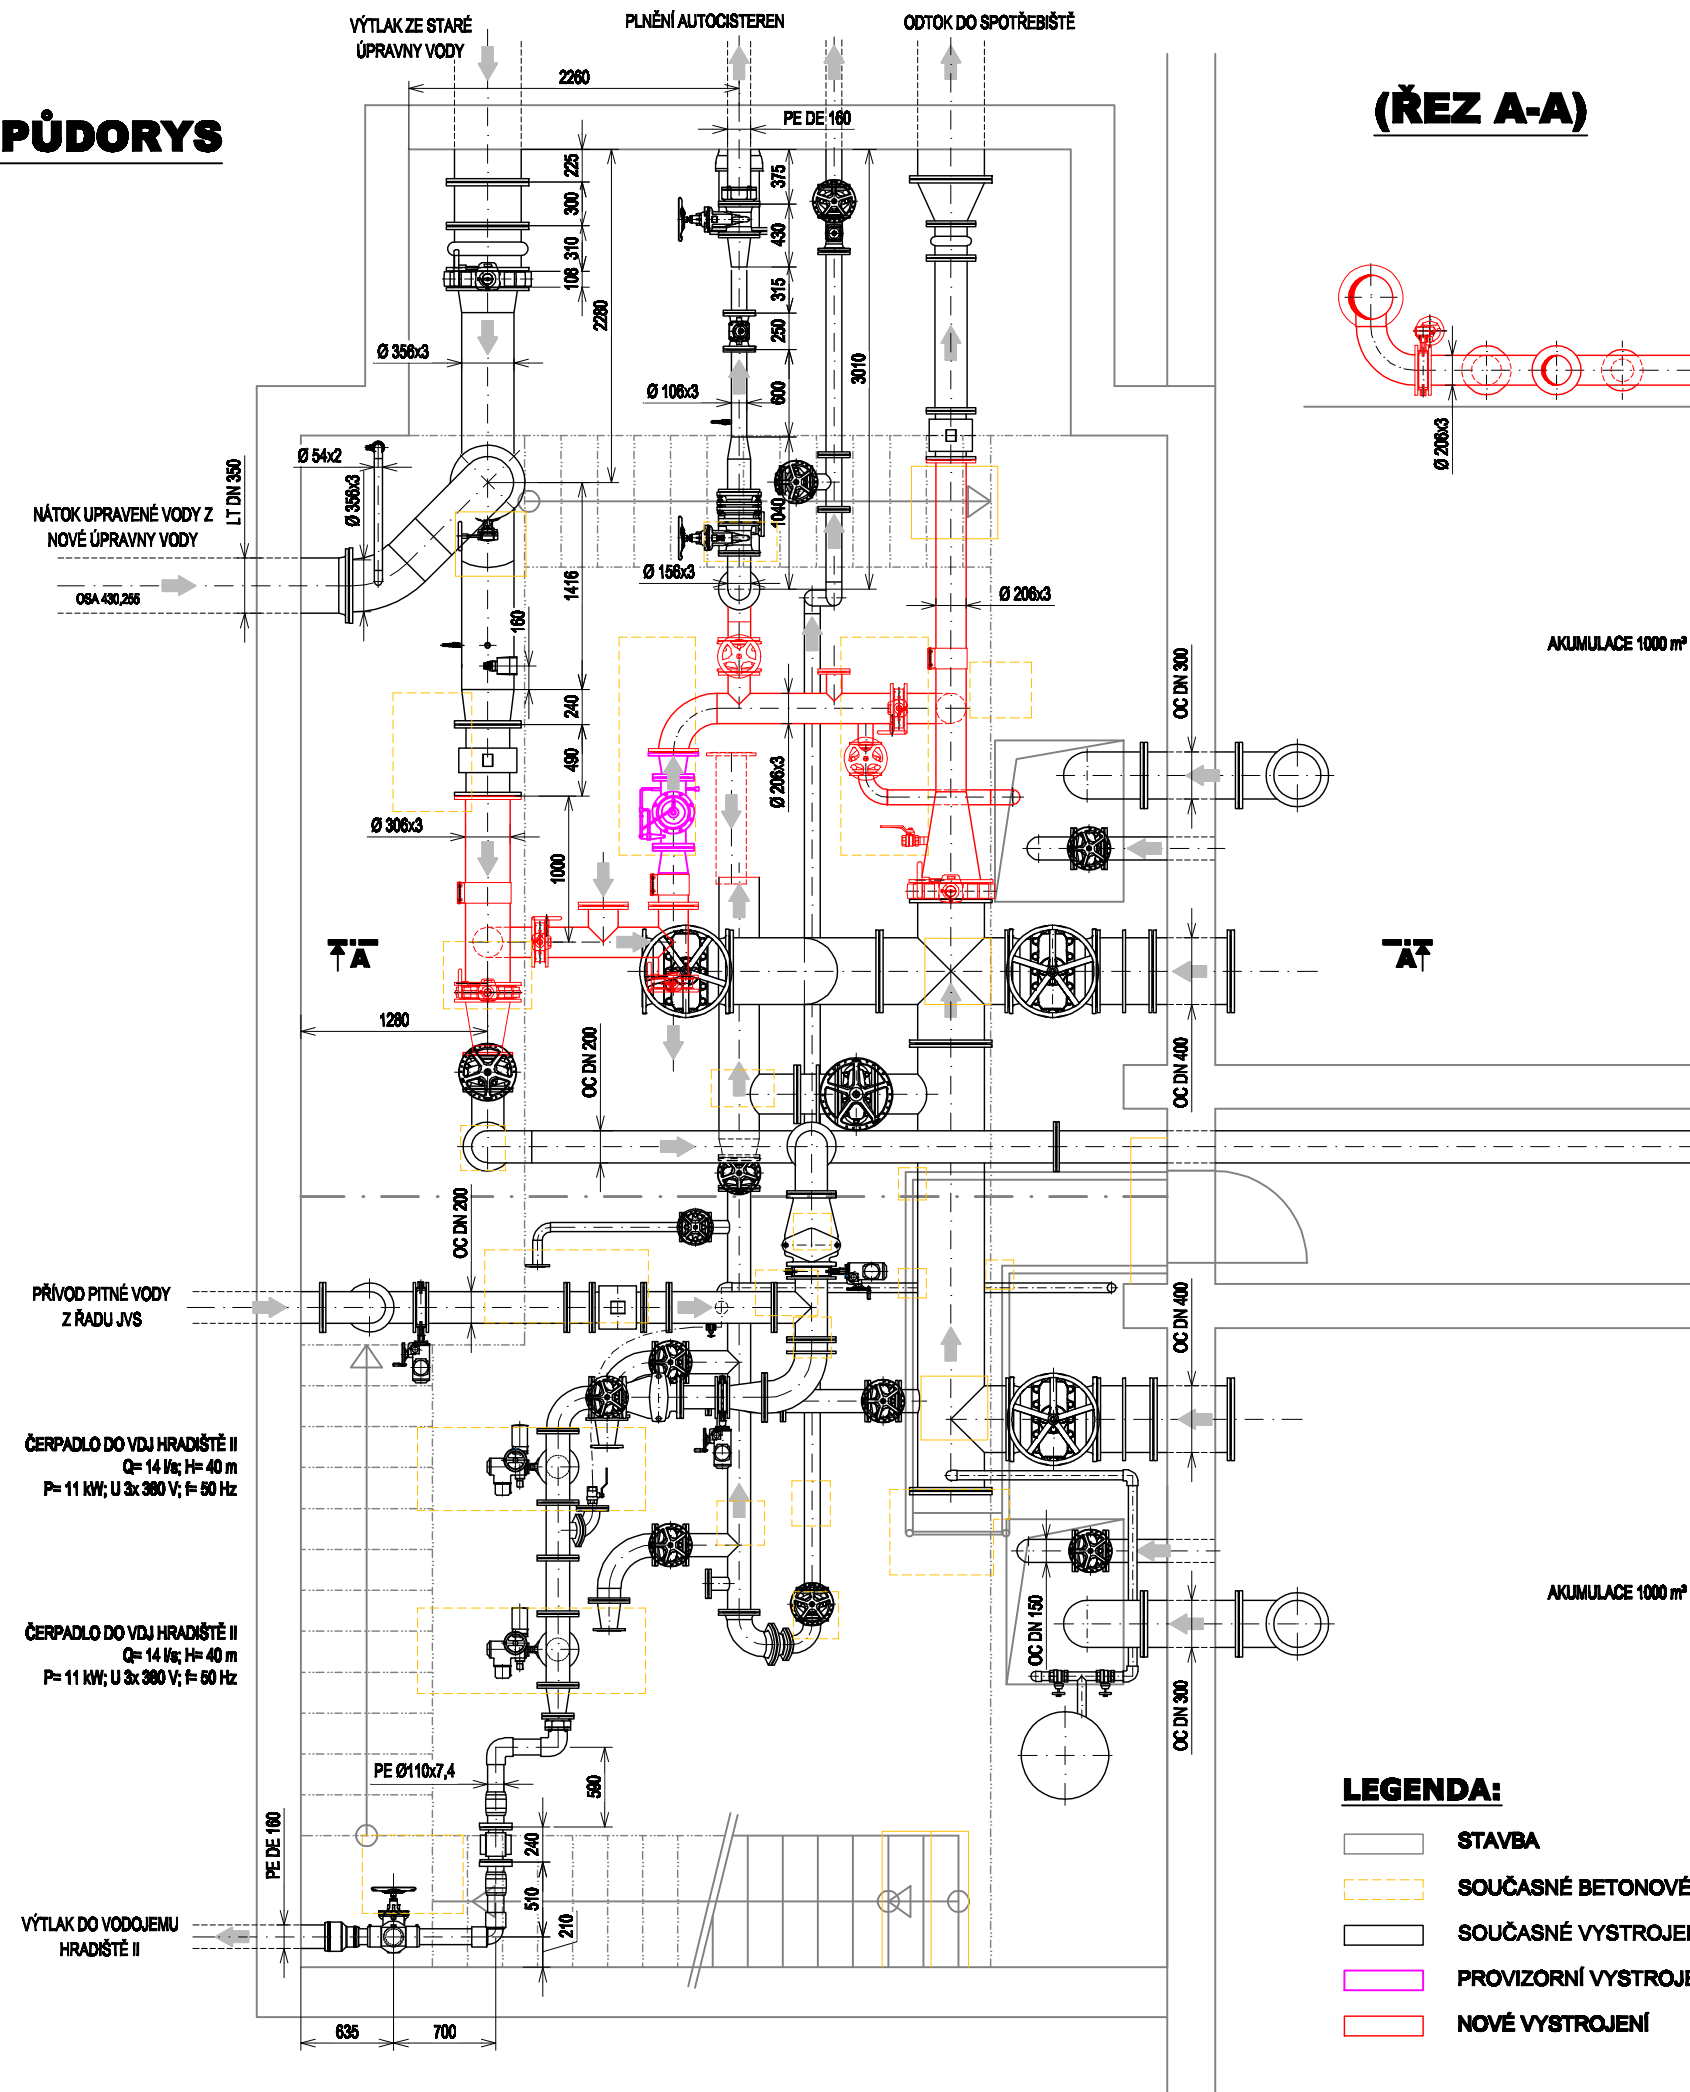 VÝTLAK ZE STARÉ
ÚPRAVNY VODY
PLNĚNÍ AUTOCISTEREN
ODTOK DO SPOTŘEBIŠTĚ
PŮDORYS
(ŘEZ A-A)
2260
PE DE 160
225
300
310
108
2280
375
430
315
250
600
1040
3010
Ø 356x3
Ø 106x3
Ø 54x2
Ø 356x3
LT DN 350
NÁTOK UPRAVENÉ VODY Z
NOVÉ ÚPRAVNY VODY
OSA 430,255
Ø 156x3
Ø 206x3
Ø 206x3
1416
160
240
490
1000
Ø 306x3
Ø 206x3
AKUMULACE 1000 m³
OC DN 300
A
A
1280
OC DN 200
OC DN 400
OC DN 200
PŘÍVOD PITNÉ VODY
Z ŘADU JVS
OC DN 400
ČERPADLO DO VDJ HRADIŠTĚ II
Q= 14 l/s; H= 40 m
P= 11 kW; U 3x 380 V; f= 50 Hz
ČERPADLO DO VDJ HRADIŠTĚ II
Q= 14 l/s; H= 40 m
P= 11 kW; U 3x 380 V; f= 50 Hz
AKUMULACE 1000 m³
OC DN 150
OC DN 300
PE Ø110x7,4
590
240
510
210
PE DE 160
VÝTLAK DO VODOJEMU
HRADIŠTĚ II
635
700
LEGENDA:
STAVBA
SOUČASNÉ BETONOVÉ
SOUČASNÉ VYSTROJE
PROVIZORNÍ VYSTROJE
NOVÉ VYSTROJENÍ